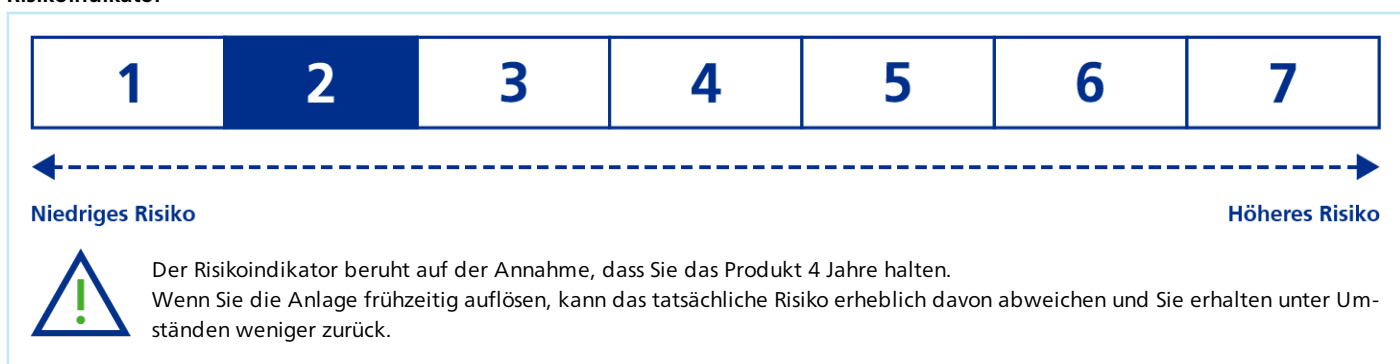 Risikoindikator
1 2 3 4 5 6 7
Niedriges Risiko Höheres Risiko
Der Risikoindikator beruht auf der Annahme, dass Sie das Produkt 4 Jahre halten.
Wenn Sie die Anlage frühzeitig auflösen, kann das tatsächliche Risiko erheblich davon abweichen und Sie erhalten unter Um-
ständen weniger zurück.